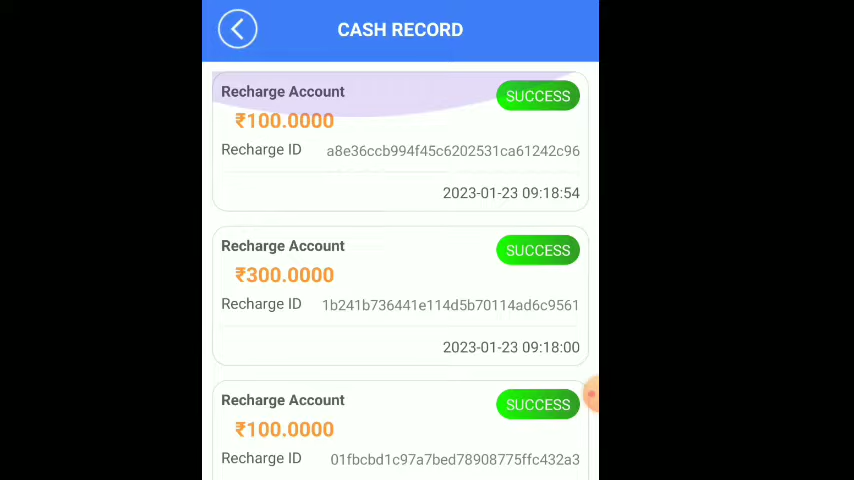 CASH RECORD
Recharge Account SUCCESS
₹100.0000
Recharge ID a8e36ccb994f45c6202531ca61242c96
2023-01-23 09:18:54
Recharge Account SUCCESS
₹300.0000
Recharge ID 1b241b736441e114d5b70114ad6c9561
2023-01-23 09:18:00
Recharge Account SUCCESS
₹100.0000
Recharge ID 01fbcbd1c97a7bed78908775ffc432a3